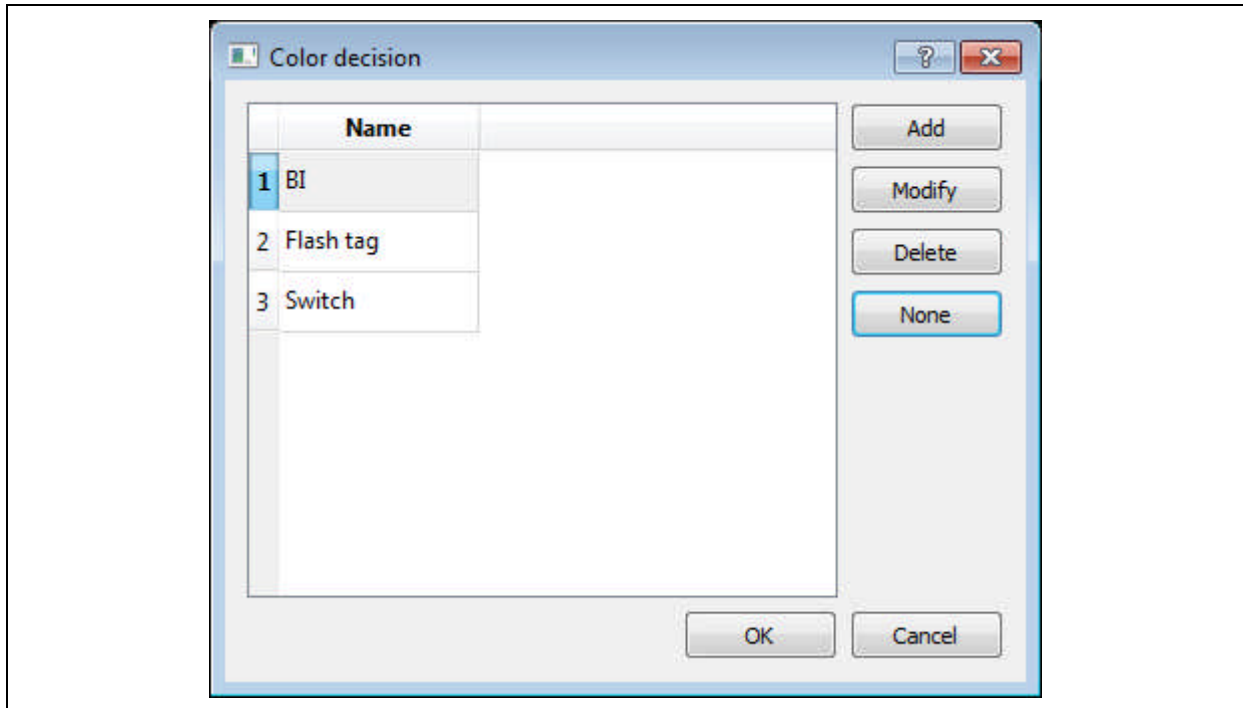 Color decision
Name
Add
1 BI
Modify
2 Flash tag
Delete
3 Switch
None
OK
Cancel